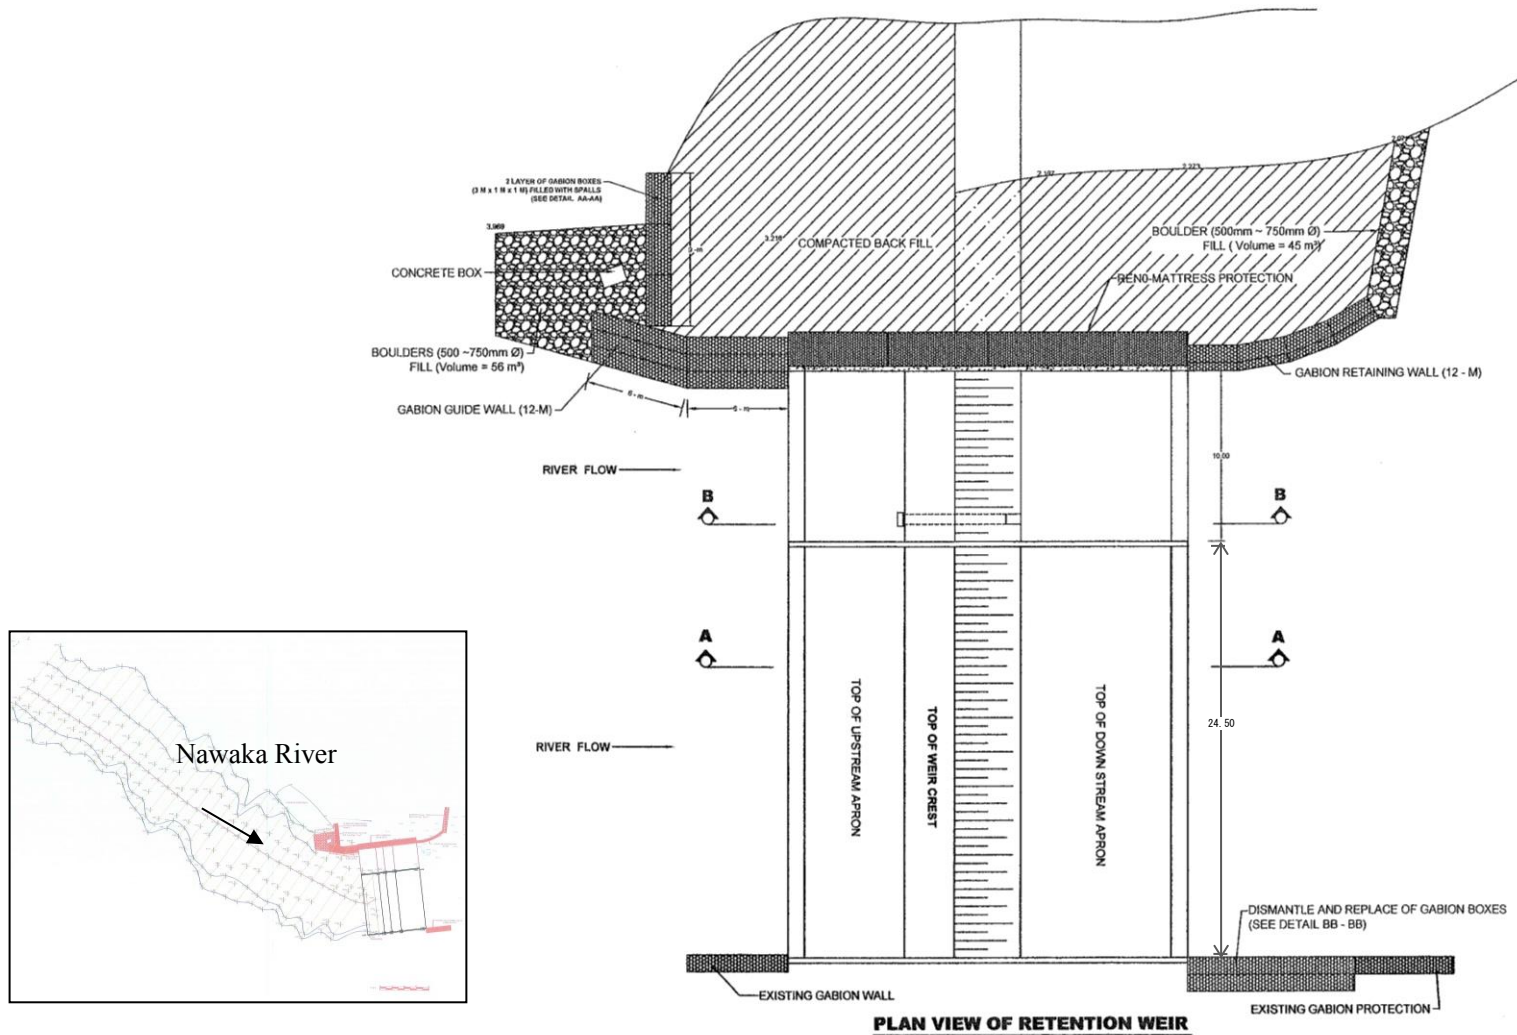 2 LAYER OF GABION BOXES
(3 M x 1 M x 1 M) FILLED WITH SPALLS
(SEE DETAIL AA-AA)
3.969
CONCRETE BOX
BOULDERS (500 ~750mm Ø)
FILL (Volume = 56 m³)
GABION GUIDE WALL (12-M)
COMPACTED BACK FILL
BOULDER (500mm ~ 750mm Ø)
FILL ( Volume = 45 m³)
REN0-MATTRESS PROTECTION
GABION RETAINING WALL (12 - M)
RIVER FLOW
10.00
B
B
A
A
24.50
RIVER FLOW
TOP OF UPSTREAM APRON
TOP OF WEIR CREST
TOP OF DOWN STREAM APRON
Nawaka River
DISMANTLE AND REPLACE OF GABION BOXES
(SEE DETAIL BB - BB)
EXISTING GABION WALL
EXISTING GABION PROTECTION
PLAN VIEW OF RETENTION WEIR